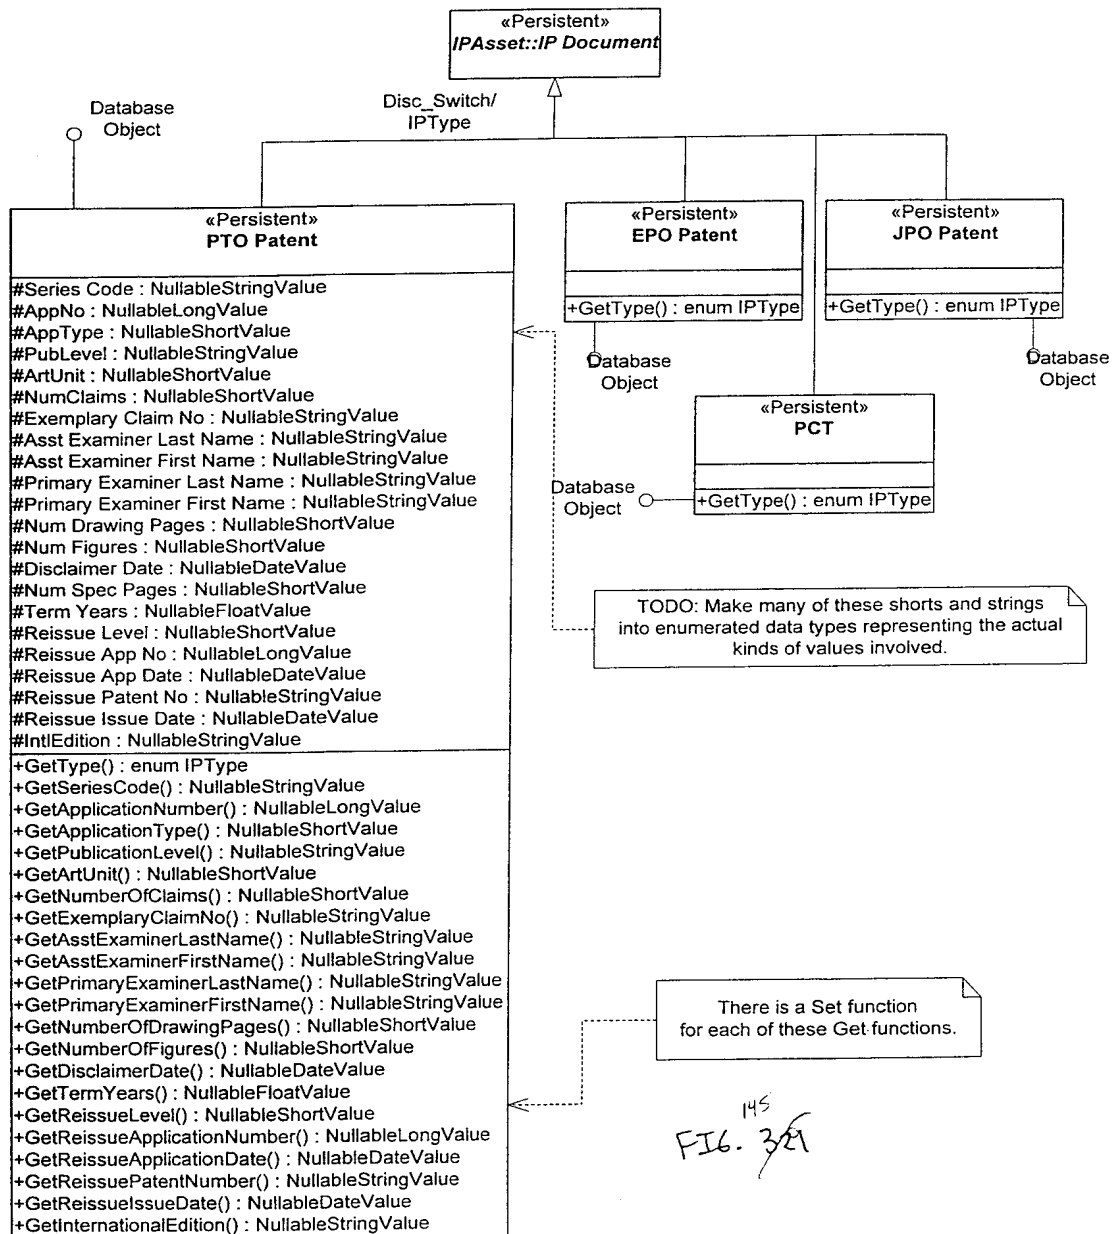 «Persistent»
IPAsset::IP Document
Disc_Switch/
IPType
Database
Object
«Persistent»
PTO Patent
#Series Code : NullableStringValue
#AppNo : NullableLongValue
#AppType : NullableShortValue
#PubLevel : NullableStringValue
#ArtUnit : NullableShortValue
#NumClaims : NullableShortValue
#Exemplary Claim No : NullableStringValue
#Asst Examiner Last Name : NullableStringValue
#Asst Examiner First Name : NullableStringValue
#Primary Examiner Last Name : NullableStringValue
#Primary Examiner First Name : NullableStringValue
#Num Drawing Pages : NullableShortValue
#Num Figures : NullableShortValue
#Disclaimer Date : NullableDateValue
#Num Spec Pages : NullableShortValue
#Term Years : NullableFloatValue
#Reissue Level : NullableShortValue
#Reissue App No : NullableLongValue
#Reissue App Date : NullableDateValue
#Reissue Patent No : NullableStringValue
#Reissue Issue Date : NullableDateValue
#IntlEdition : NullableStringValue
+GetType() : enum IPType
+GetSeriesCode() : NullableStringValue
+GetApplicationNumber() : NullableLongValue
+GetApplicationType() : NullableShortValue
+GetPublicationLevel() : NullableStringValue
+GetArtUnit() : NullableShortValue
+GetNumberOfClaims() : NullableShortValue
+GetExemplaryClaimNo() : NullableStringValue
+GetAsstExaminerLastName() : NullableStringValue
+GetAsstExaminerFirstName() : NullableStringValue
+GetPrimaryExaminerLastName() : NullableStringValue
+GetPrimaryExaminerFirstName() : NullableStringValue
+GetNumberOfDrawingPages() : NullableShortValue
+GetNumberOfFigures() : NullableShortValue
+GetDisclaimerDate() : NullableDateValue
+GetTermYears() : NullableFloatValue
+GetReissueLevel() : NullableShortValue
+GetReissueApplicationNumber() : NullableLongValue
+GetReissueApplicationDate() : NullableDateValue
+GetReissuePatentNumber() : NullableStringValue
+GetReissueIssueDate() : NullableDateValue
+GetInternationalEdition() : NullableStringValue
«Persistent»
EPO Patent
+GetType() : enum IPType
Database
Object
«Persistent»
JPO Patent
+GetType() : enum IPType
Database
Object
«Persistent»
PCT
+GetType() : enum IPType
Database
Object
TODO: Make many of these shorts and strings
into enumerated data types representing the actual
kinds of values involved.
There is a Set function
for each of these Get functions.
145
FIG.